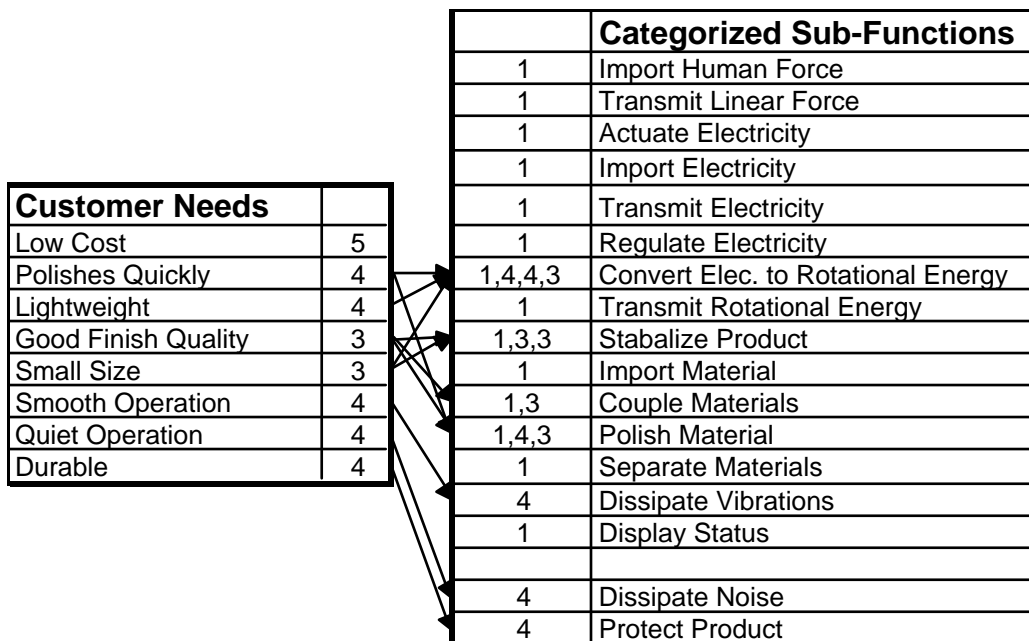 Customer Needs
Low Cost 5
Polishes Quickly 4
Lightweight 4
Good Finish Quality 3
Small Size 3
Smooth Operation 4
Quiet Operation 4
Durable 4
Categorized Sub-Functions
1 Import Human Force
1 Transmit Linear Force
1 Actuate Electricity
1 Import Electricity
1 Transmit Electricity
1 Regulate Electricity
1,4,4,3 Convert Elec. to Rotational Energy
1 Transmit Rotational Energy
1,3,3 Stabalize Product
1 Import Material
1,3 Couple Materials
1,4,3 Polish Material
1 Separate Materials
4 Dissipate Vibrations
1 Display Status
4 Dissipate Noise
4 Protect Product